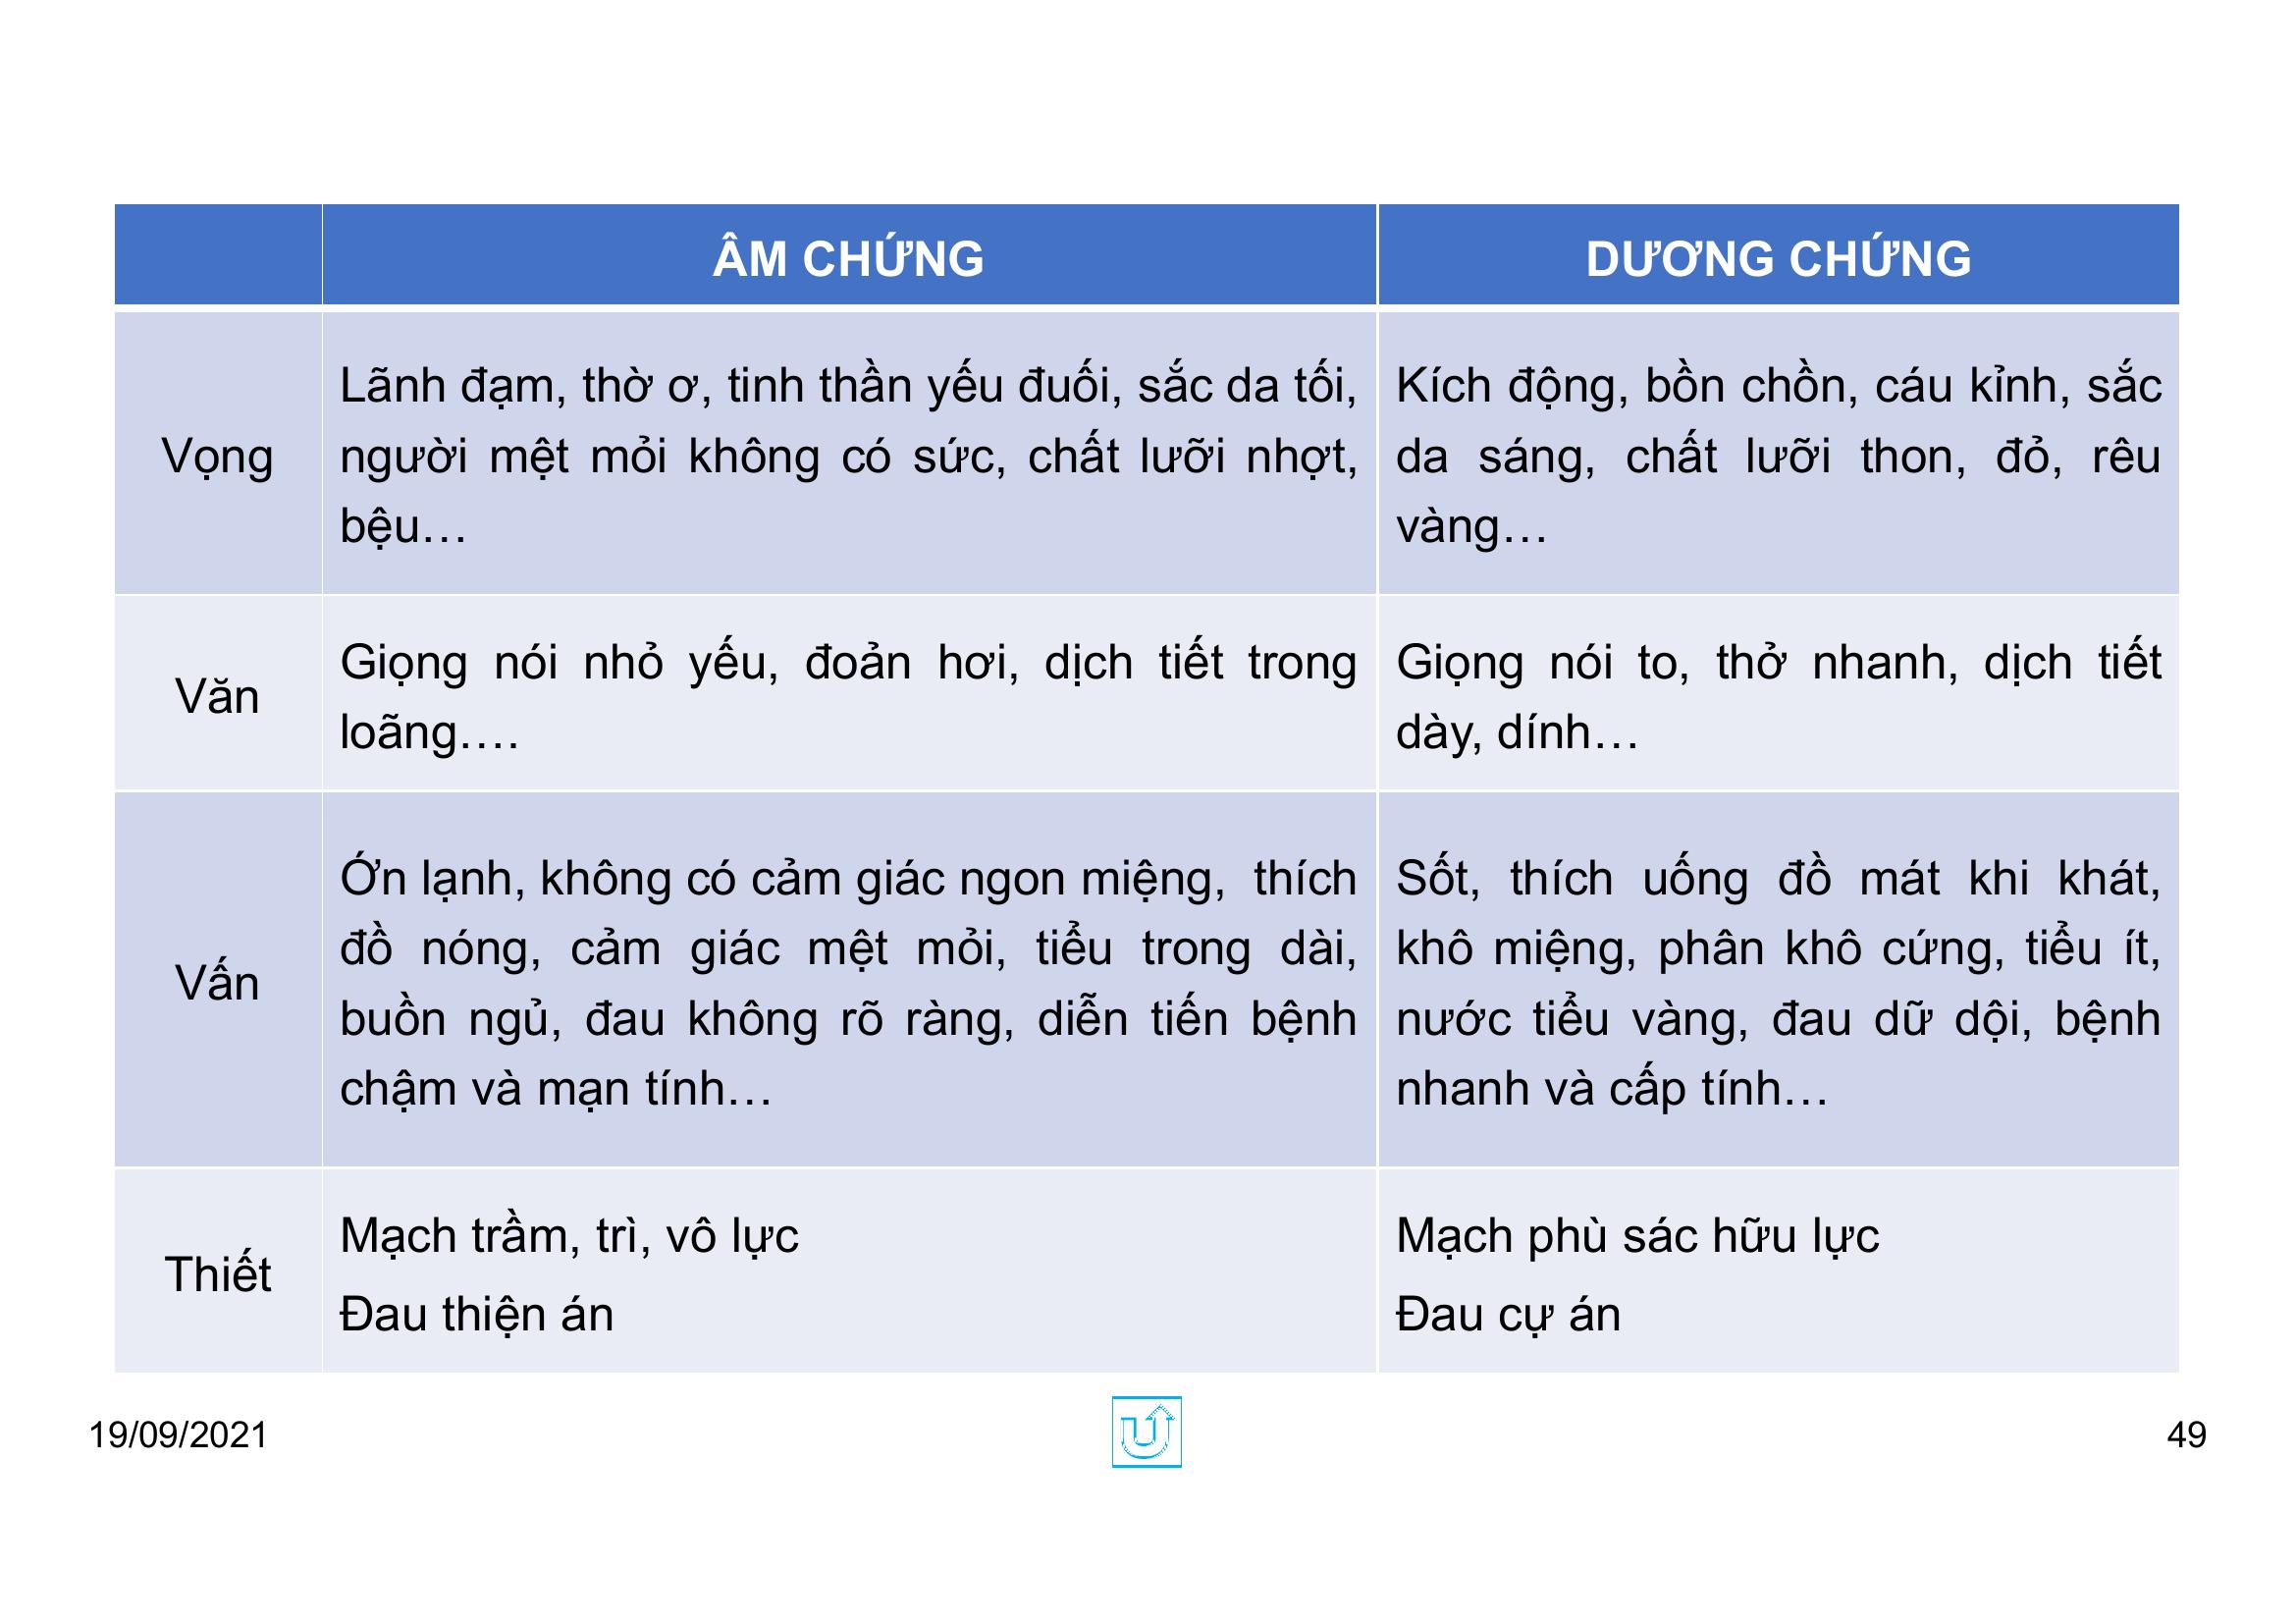 ÂM CHỨNG
DƯƠNG CHỨNG
Vọng
Lãnh đạm, thờ ơ, tinh thần yếu đuối, sắc da tối,
người mệt mỏi không có sức, chất lưỡi nhợt,
bệu…
Kích động, bồn chồn, cáu kỉnh, sắc
da sáng, chất lưỡi thon, đỏ, rêu
vàng…
Văn
Giọng nói nhỏ yếu, đoản hơi, dịch tiết trong
loãng….
Giọng nói to, thở nhanh, dịch tiết
dày, dính…
Vấn
Ớn lạnh, không có cảm giác ngon miệng, thích
đồ nóng, cảm giác mệt mỏi, tiểu trong dài,
buồn ngủ, đau không rõ ràng, diễn tiến bệnh
chậm và mạn tính…
Sốt, thích uống đồ mát khi khát,
khô miệng, phân khô cứng, tiểu ít,
nước tiểu vàng, đau dữ dội, bệnh
nhanh và cấp tính…
Thiết
Mạch trầm, trì, vô lực
Đau thiện án
Mạch phù sác hữu lực
Đau cự án
19/09/2021
49